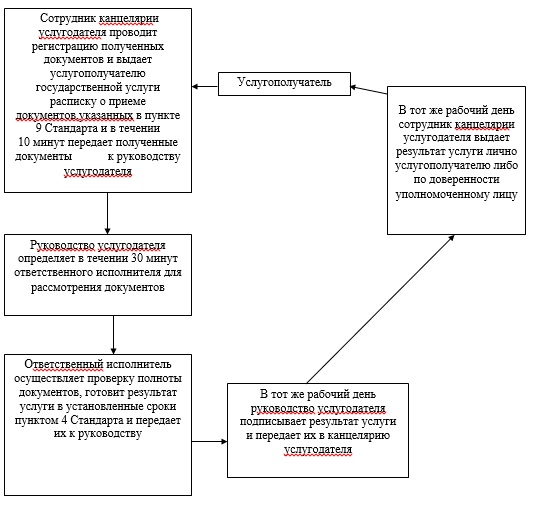 Сотрудник канцелярии
услугодателя проводит
регистрацию полученных
документов и выдает
услугополучателю
государственной услуги
расписку о приеме
документов,указанных в пункте
9 Стандарта и в течении
10 минут передает полученные
документы к руководству
услугодателя
Услугополучатель
В тот же рабочий день
сотрудник канцелярии
услугодателя выдает
результат услуги лично
услугополучателю либо
по доверенности
уполномоченному лицу
Руководство услугодателя
определяет в течении 30 минут
ответственного исполнителя для
рассмотрения документов
Ответственный исполнитель
осуществляет проверку полноты
документов, готовит результат
услуги в установленные сроки
пунктом 4 Стандарта и передает
их к руководству
В тот же рабочий день
руководство услугодателя
подписывает результат услуги
и передает их в канцелярию
услугодателя